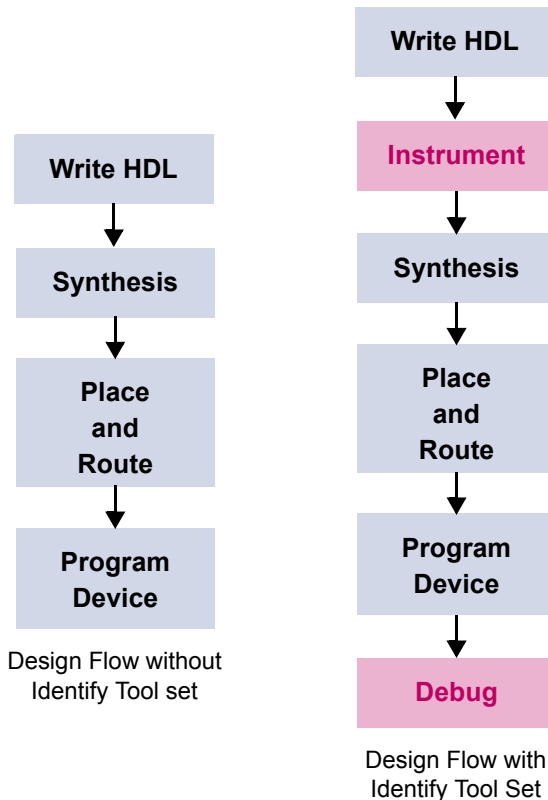 Write HDL
Synthesis
Place
and
Route
Program
Device
Design Flow without
Identify Tool set
Write HDL
Instrument
Synthesis
Place
and
Route
Program
Device
Debug
Design Flow with
Identify Tool Set